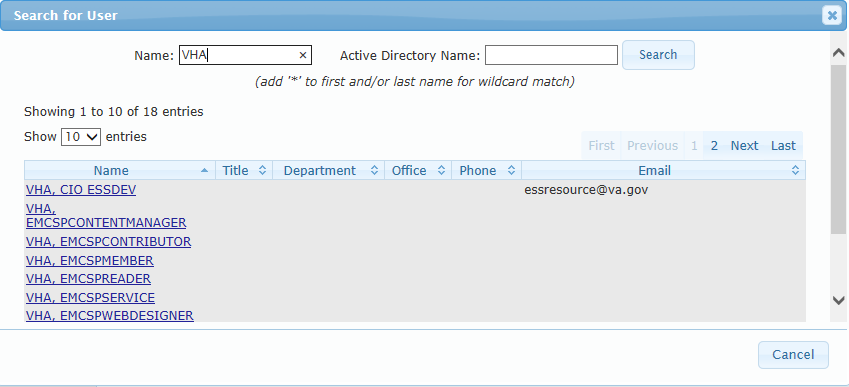 Search for User
Name: VHA × Active Directory Name: Search
(add '*' to first and/or last name for wildcard match)
Showing 1 to 10 of 18 entries
Show 10 entries
First Previous 1 2 Next Last
Name Title Department Office Phone Email
VHA, CIO ESSDEV essresource@va.gov
VHA,
EMCSPCONTENTMANAGER
VHA, EMCSPCONTRIBUTOR
VHA, EMCSPMEMBER
VHA, EMCSPREADER
VHA, EMCSPSERVICE
VHA, EMCSPWEBDESIGNER
Cancel